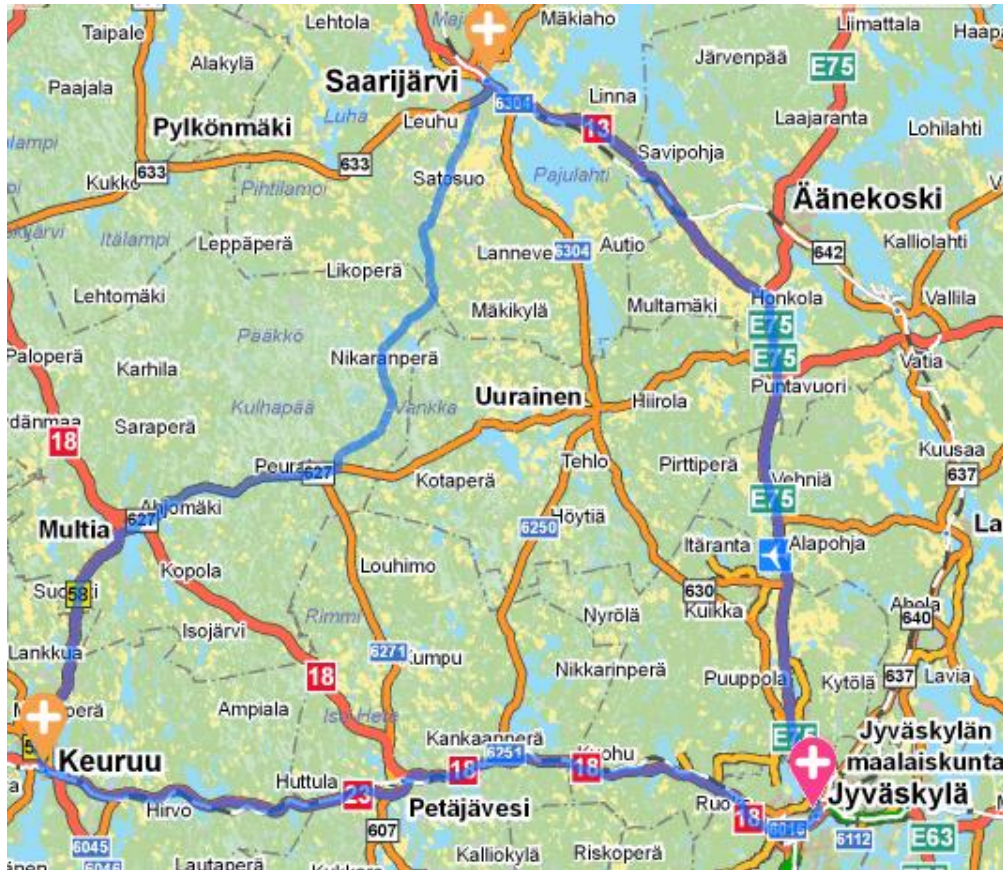 Taipale
Lehtola
Mäkiaho
Liimattala
Alakylä
Järvenpää
E75
Paajala
Saarijärvi
6304
Linna
Laajaranta
Luha
Leuhu
13
Lohilahti
Pylkönmäki
633
633
Savipohja
Kukko
Pihtilampi
Satosuo
Pajulahti
Äänekoski
Itälampi
Leppäperä
Lanneve
6304
Autio
642
Kalliolahti
Likoperä
Lehtomäki
Mäkikylä
Multamäki
Honkola
Vallila
Pääkkö
E75
Paloperä
Nikaranperä
E75
Vatia
Karhila
Puntavuori
Kulhapää
Vankka
Uurainen
Hiirola
18
Saraperä
Kuusaa
Tehlo
Pirttiperä
637
627
Kotaperä
Vehniä
E75
Ahjomäki
627
Multia
6250
Höytiä
Itäranta
Alapohja
Kopola
Louhimo
58
630
Kuikka
Rimmi
Nyrölä
640
Isojärvi
Lankkua
6271
Kumpu
Nikkarinperä
637
Lavia
18
Puuppola
Kytölä
Ampiala
Kankaanperä
E75
Jyväskylän
maalaiskunta
Keuruu
Huttula
18
6251
Kuohu
18
23
Petäjävesi
Jyväskylä
Hirvo
18
607
6112
E63
6045
Kalliokylä
Riskoperä
Lautaperä